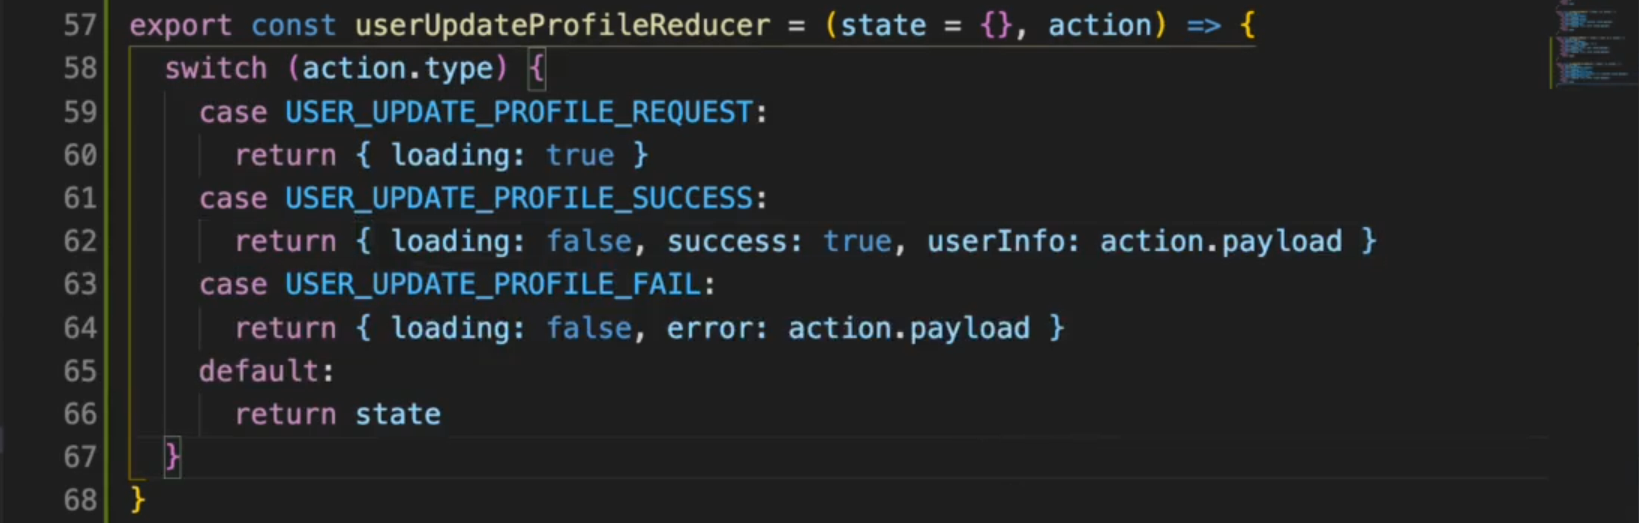 57 export const userUpdateProfileReducer = (state = {}, action) => {
58   switch (action.type) {
59     case USER_UPDATE_PROFILE_REQUEST:
60       return { loading: true }
61     case USER_UPDATE_PROFILE_SUCCESS:
62       return { loading: false, success: true, userInfo: action.payload }
63     case USER_UPDATE_PROFILE_FAIL:
64       return { loading: false, error: action.payload }
65     default:
66       return state
67   }
68 }